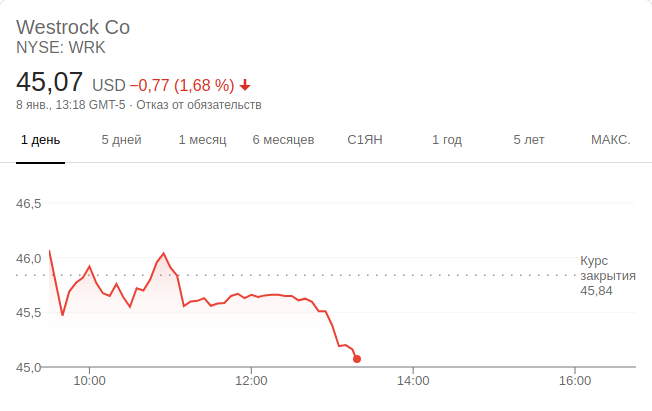 Westrock Co
NYSE: WRK
45,07 USD −0,77 (1,68 %)
8 янв., 13:18 GMT-5 · Отказ от обязательств
1 день 5 дней 1 месяц 6 месяцев С1ЯН 1 год 5 лет МАКС.
46,5
46,0
Курс
закрытия
45,84
45,5
45,0
10:00 12:00 14:00 16:00